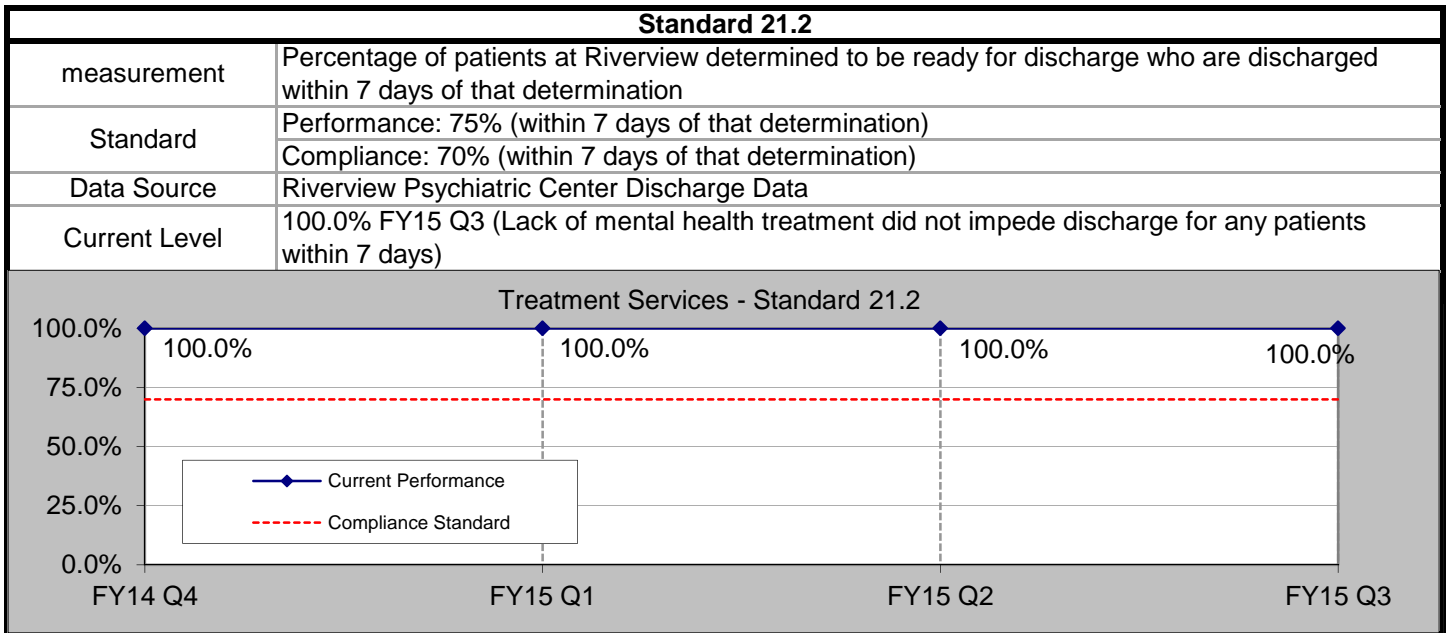 Standard 21.2
measurement
Percentage of patients at Riverview determined to be ready for discharge who are discharged
within 7 days of that determination
Standard
Performance: 75% (within 7 days of that determination)
Compliance: 70% (within 7 days of that determination)
Data Source
Riverview Psychiatric Center Discharge Data
Current Level
100.0% FY15 Q3 (Lack of mental health treatment did not impede discharge for any patients
within 7 days)
Treatment Services - Standard 21.2
100.0%
100.0%
100.0%
100.0%
100.0%
75.0%
50.0%
Current Performance
25.0%
Compliance Standard
0.0%
FY14 Q4
FY15 Q1
FY15 Q2
FY15 Q3